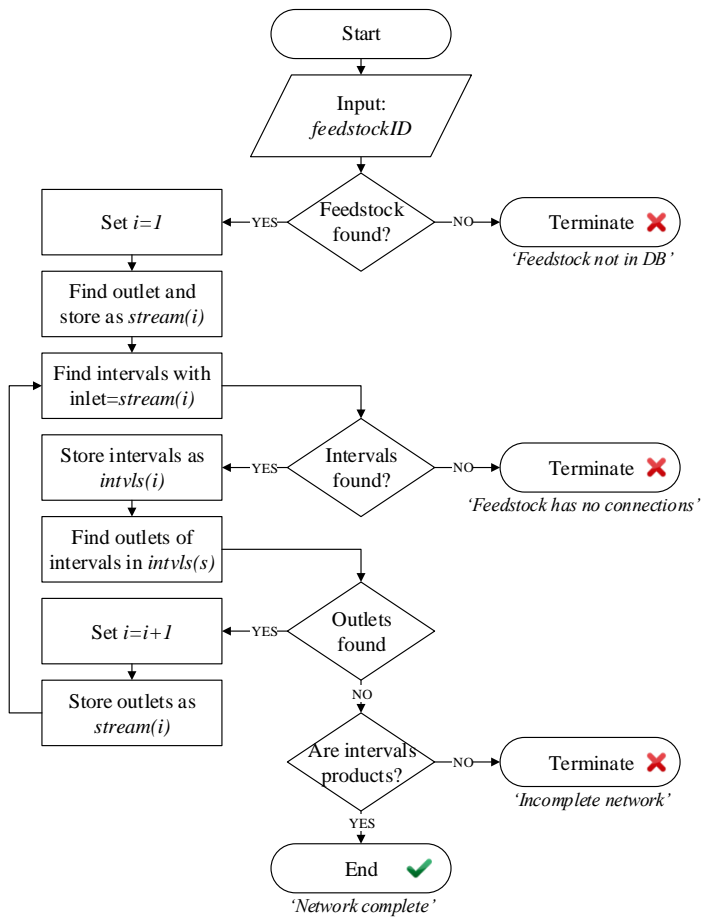 Start
Input:
feedstockID
Feedstock
found?
YES
NO
Set i=1
Terminate
‘Feedstock not in DB’
Find outlet and
store as stream(i)
Find intervals with
inlet=stream(i)
Intervals
found?
YES
NO
Store intervals as
intvls(i)
Terminate
‘Feedstock has no connections’
Find outlets of
intervals in intvls(s)
Outlets
found
YES
Set i=i+1
NO
Store outlets as
stream(i)
Are intervals
products?
NO
Terminate
‘Incomplete network’
YES
End
‘Network complete’